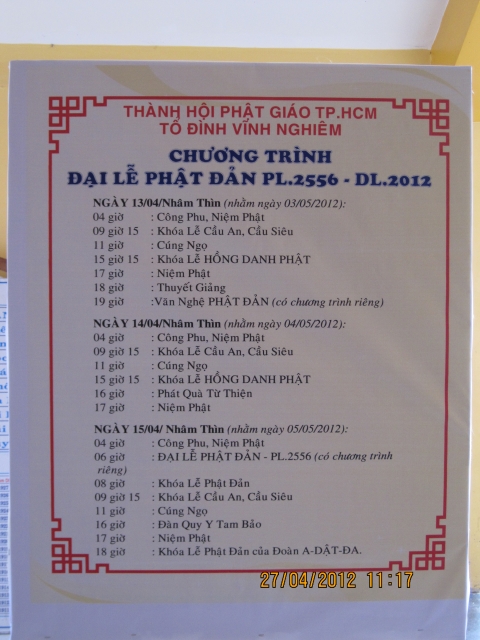 THÀNH HỘI PHẬT GIÁO TP.HCM
TỔ ĐÌNH VĨNH NGHIÊM
CHƯƠNG TRÌNH
ĐẠI LỄ PHẬT ĐẢN PL.2556 - DL.2012
NGÀY 13/04/Nhâm Thìn (nhằm ngày 03/05/2012):
04 giờ : Công Phu, Niệm Phật
09 giờ 15 : Khóa Lễ Cầu An, Cầu Siêu
11 giờ : Cúng Ngọ
15 giờ 15 : Khóa Lễ HỒNG DANH PHẬT
17 giờ : Niệm Phật
18 giờ : Thuyết Giảng
19 giờ :Văn Nghệ PHẬT ĐẢN (có chương trình riêng)
NGÀY 14/04/Nhâm Thìn (nhằm ngày 04/05/2012):
04 giờ : Công Phu, Niệm Phật
09 giờ 15 : Khóa Lễ Cầu An, Cầu Siêu
11 giờ : Cúng Ngọ
15 giờ 15 : Khóa Lễ HỒNG DANH PHẬT
16 giờ : Phát Quà Từ Thiện
17 giờ : Niệm Phật
NGÀY 15/04/ Nhâm Thìn (nhằm ngày 05/05/2012):
04 giờ : Công Phu, Niệm Phật
06 giờ : ĐẠI LỄ PHẬT ĐẢN - PL.2556 (có chương trình
riêng)
08 giờ : Khóa Lễ Phật Đản
09 giờ 15 : Khóa Lễ Cầu An, Cầu Siêu
11 giờ : Cúng Ngọ
16 giờ : Đàn Quy Y Tam Bảo
17 giờ : Niệm Phật
18 giờ : Khóa Lễ Phật Đản của Đoàn A-DẬT-ĐA.
27/04/2012 11:17